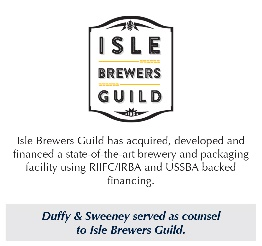 ISLE
BREWERS
GUILD
Isle Brewers Guild has acquired, developed and
financed a state-of-the-art brewery and packaging
facility using RIIFC/IRBA and USSBA backed
financing.
Duffy & Sweeney served as counsel
to Isle Brewers Guild.